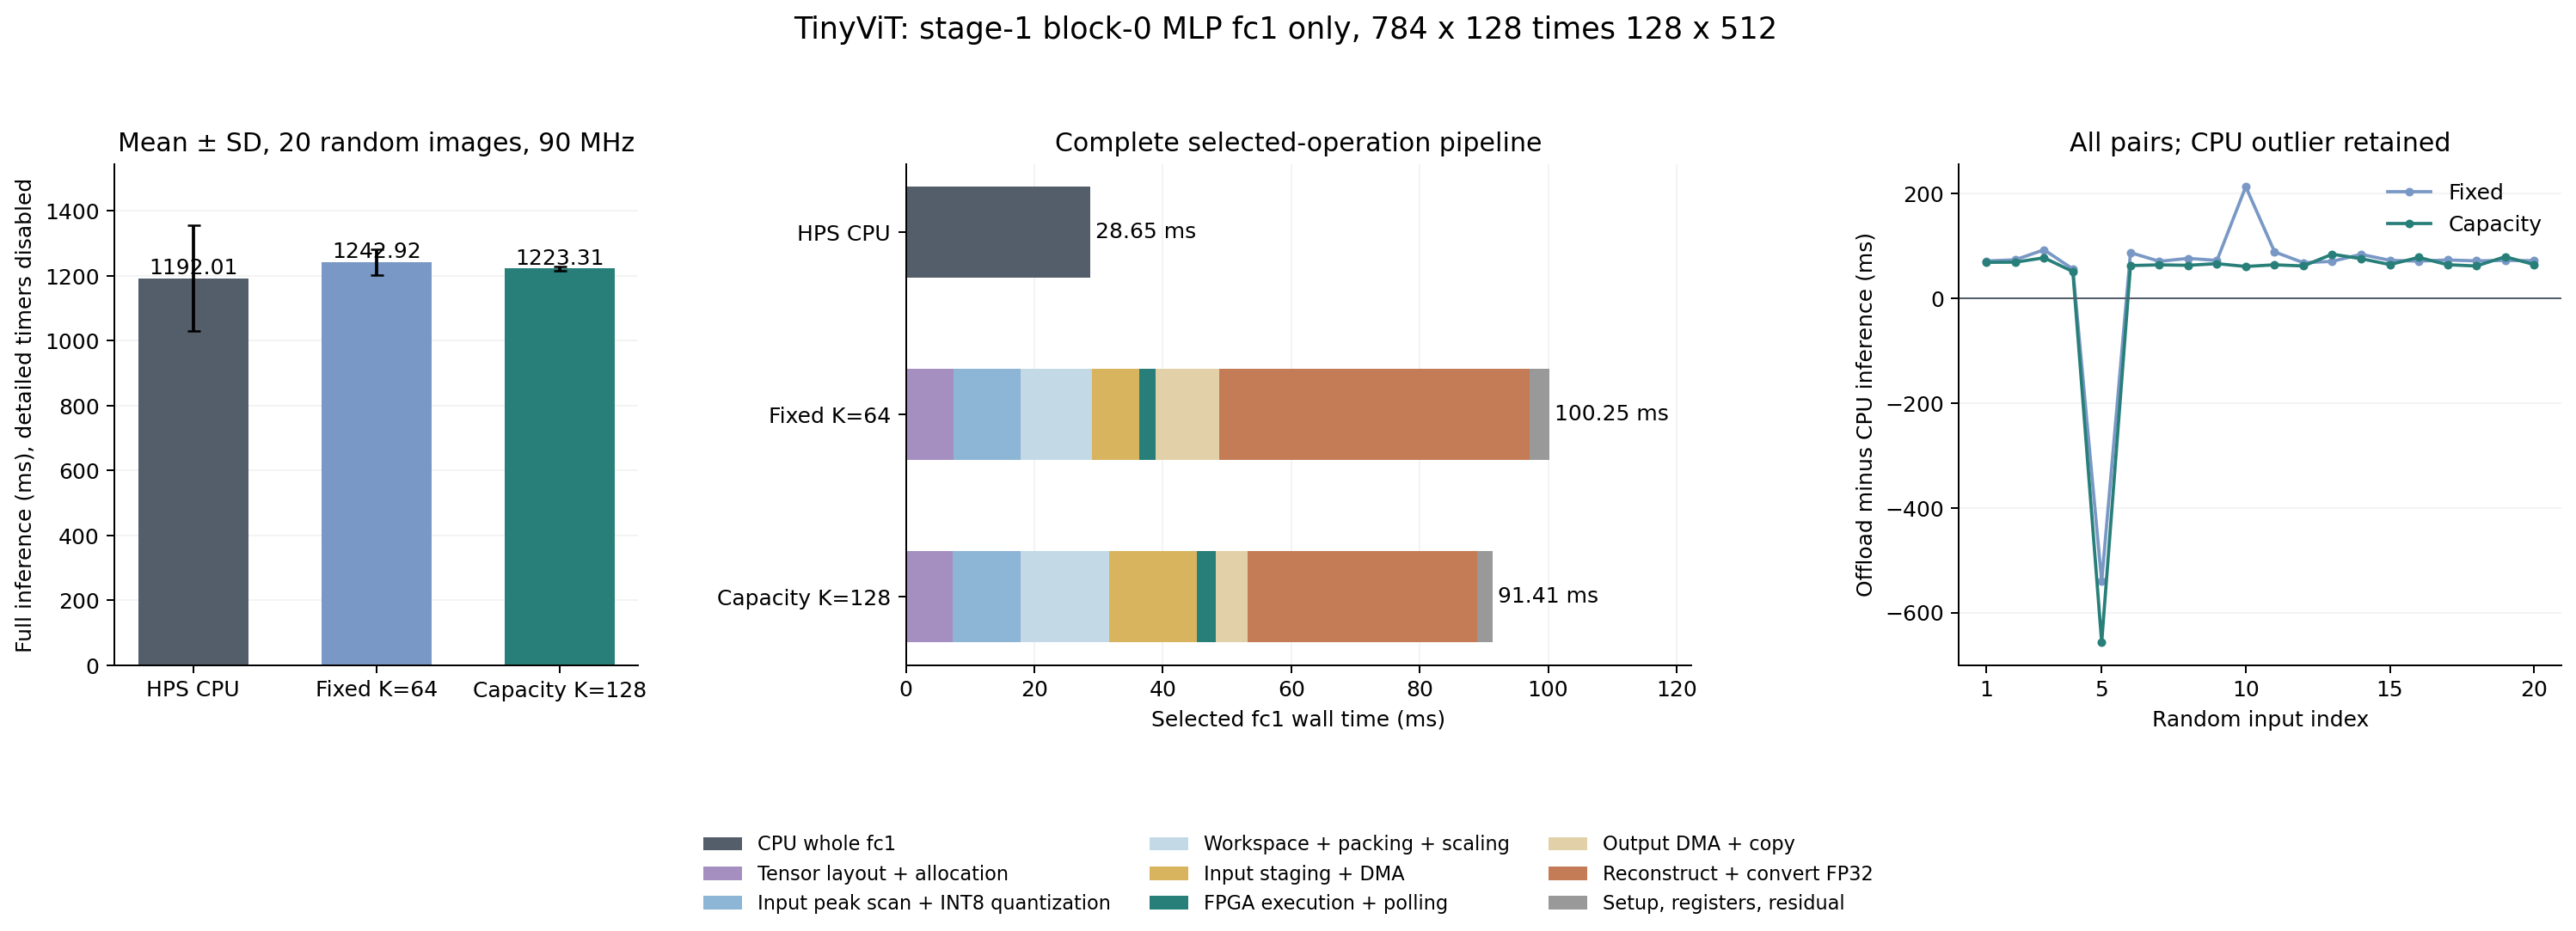 TinyViT: stage-1 block-0 MLP fc1 only, 784 x 128 times 128 x 512
Mean ± SD, 20 random images, 90 MHz
Full inference (ms), detailed timers disabled
1400
1200
1000
800
600
400
200
0
1192.01
1242.92
1223.31
HPS CPU
Fixed K=64
Capacity K=128
Complete selected-operation pipeline
HPS CPU
28.65 ms
Fixed K=64
100.25 ms
Capacity K=128
91.41 ms
0
20
40
60
80
100
120
Selected fc1 wall time (ms)
All pairs; CPU outlier retained
Offload minus CPU inference (ms)
200
0
−200
−400
−600
Fixed
Capacity
1
5
10
15
20
Random input index
CPU whole fc1
Tensor layout + allocation
Input peak scan + INT8 quantization
Workspace + packing + scaling
Input staging + DMA
FPGA execution + polling
Output DMA + copy
Reconstruct + convert FP32
Setup, registers, residual